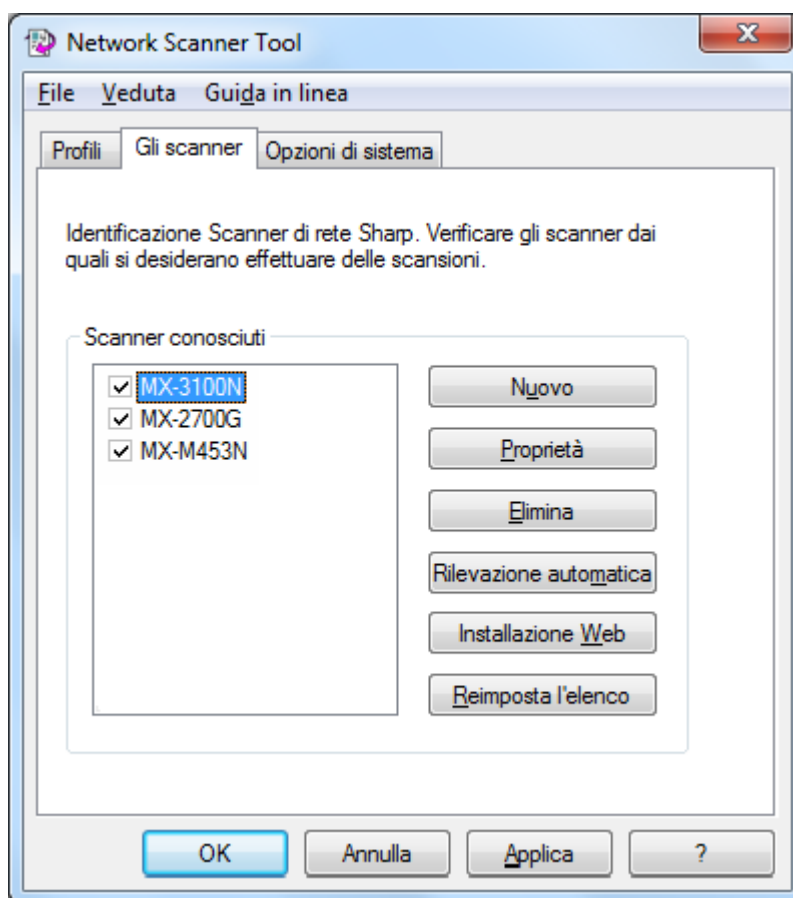 Network Scanner Tool
File Veduta Guida in linea
Profili Gli scanner Opzioni di sistema
Identificazione Scanner di rete Sharp. Verificare gli scanner dai
quali si desiderano effettuare delle scansioni.
Scanner conosciuti
MX-3100N
MX-2700G
MX-M453N
Nuovo
Proprietà
Elimina
Rilevazione automatica
Installazione Web
Reimposta l'elenco
OK Annulla Applica ?